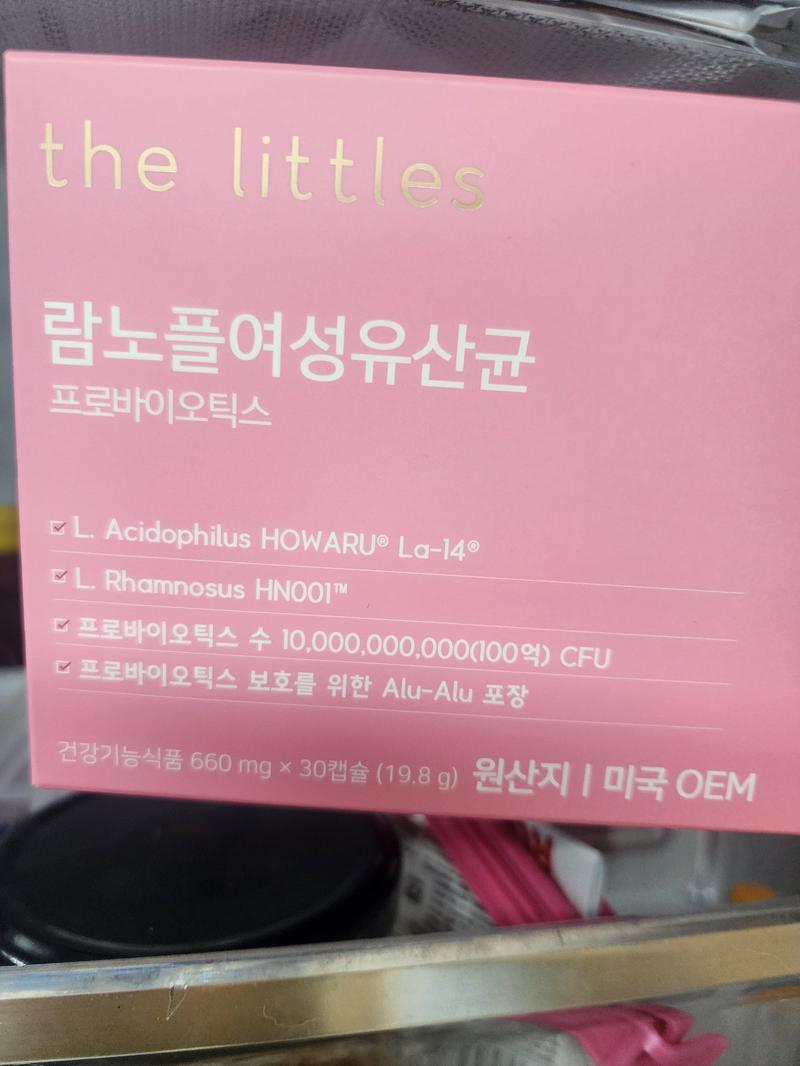 the littles
람노플여성유산균
프로바이오틱스
L. Acidophilus HOWARU® La-14®
L. Rhamnosus HN001™
프로바이오틱스 수 10,000,000,000(100억) CFU
프로바이오틱스 보호를 위한 Alu-Alu 포장
건강기능식품 660 mg × 30캡슐 (19.8 g) 원산지 | 미국 OEM